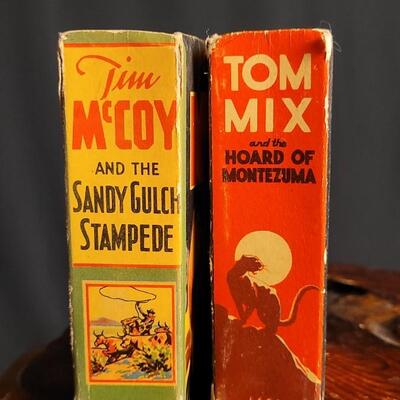 Tim
McCOY
AND THE
SANDY GULCH
STAMPEDE
TOM
MIX
and the
HOARD OF
MONTEZUMA